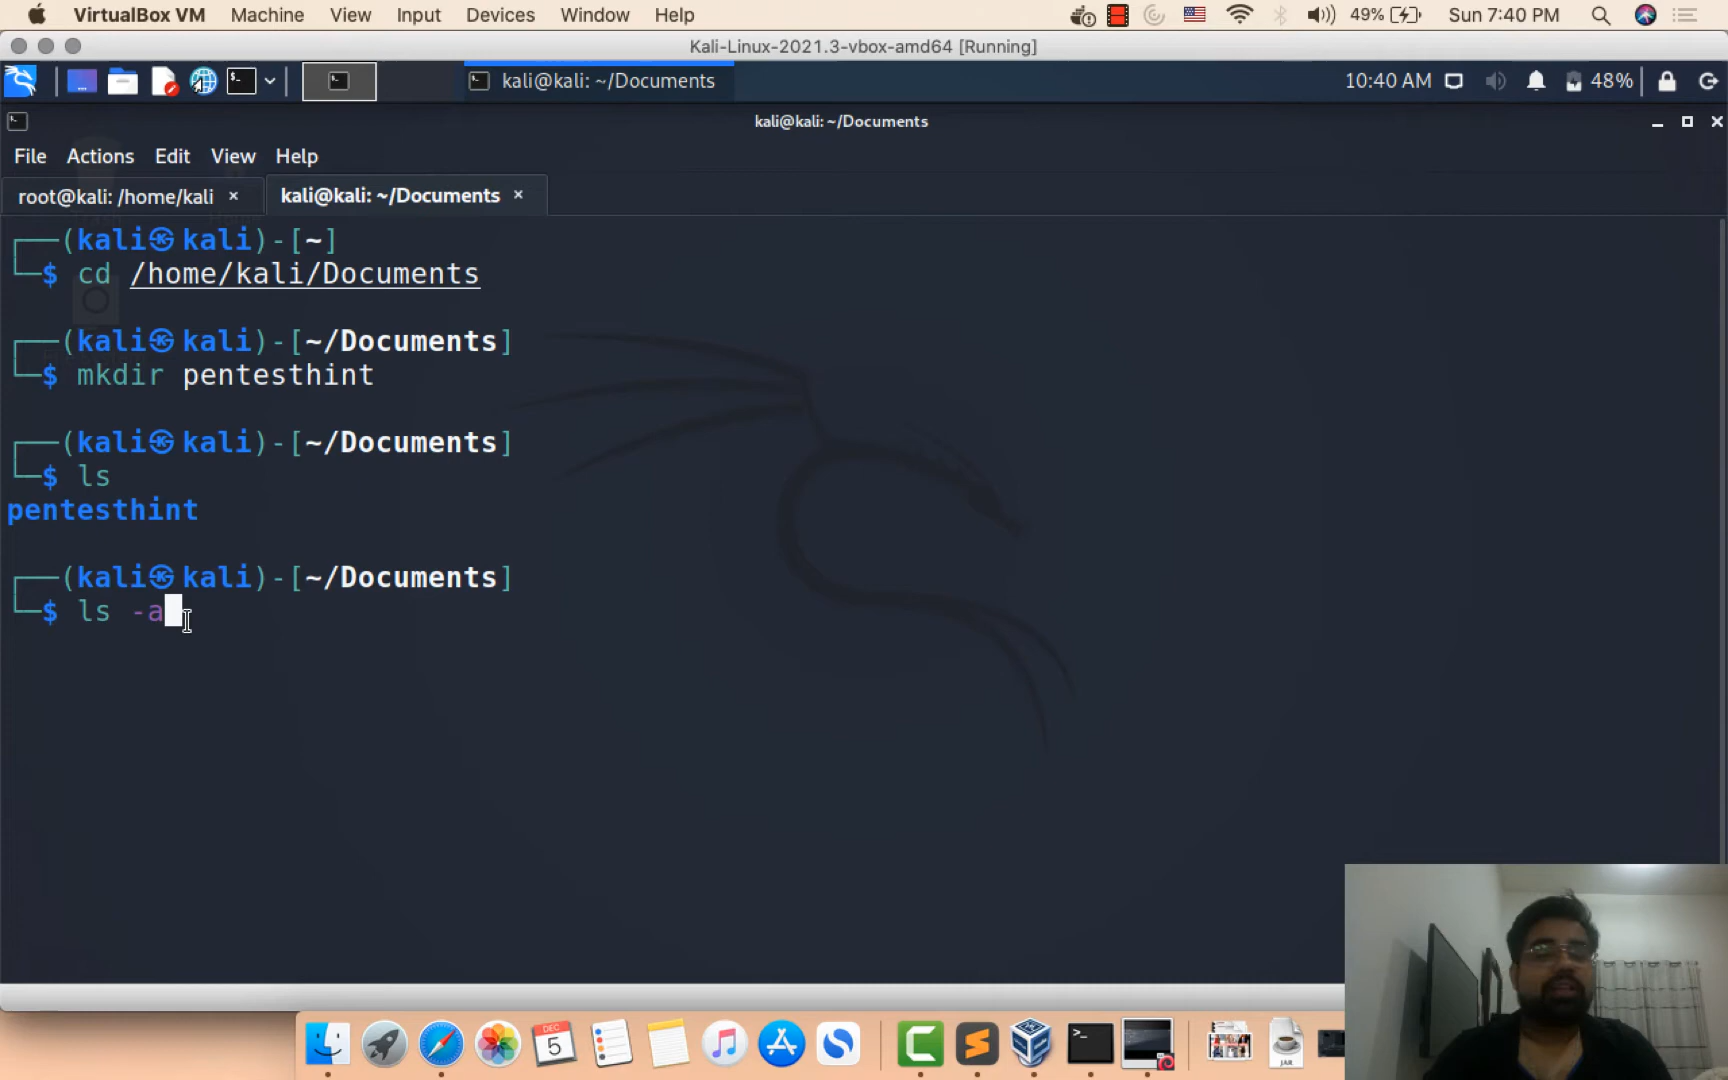 VirtualBox VM Machine View Input Devices Window Help 49% Sun 7:40 PM
Kali-Linux-2021.3-vbox-amd64 [Running]
kali@kali: ~/Documents 10:40 AM 48%
kali@kali: ~/Documents
File Actions Edit View Help
root@kali: /home/kali × kali@kali: ~/Documents ×
┌──(kali㉿kali)-[~]
└─$ cd /home/kali/Documents
┌──(kali㉿kali)-[~/Documents]
└─$ mkdir pentesthint
┌──(kali㉿kali)-[~/Documents]
└─$ ls
pentesthint
┌──(kali㉿kali)-[~/Documents]
└─$ ls -a
DEC
5
JAR